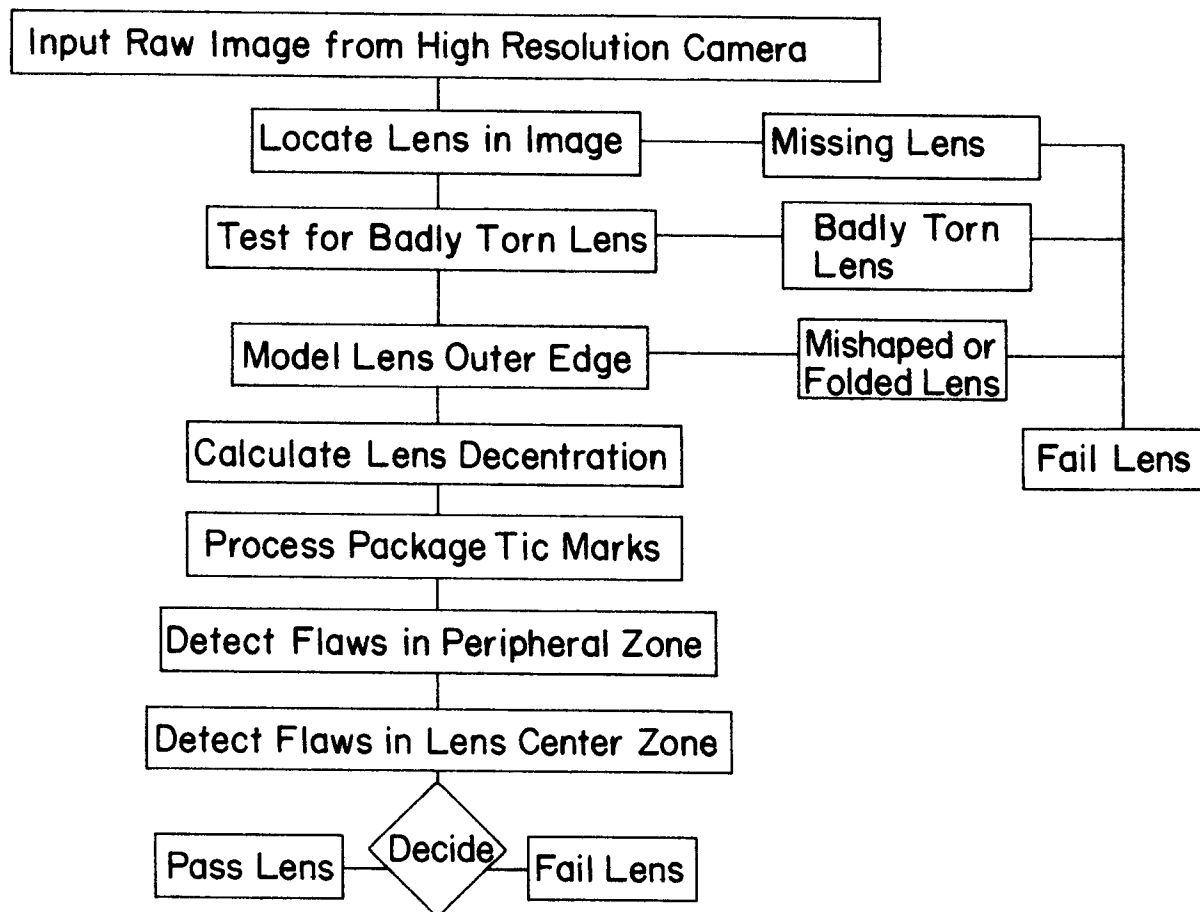 Input Raw Image from High Resolution Camera
Locate Lens in Image
Missing Lens
Test for Badly Torn Lens
Badly Torn
Lens
Model Lens Outer Edge
Mishaped or
Folded Lens
Calculate Lens Decentration
Fail Lens
Process Package Tic Marks
Detect Flaws in Peripheral Zone
Detect Flaws in Lens Center Zone
Pass Lens
Decide
Fail Lens